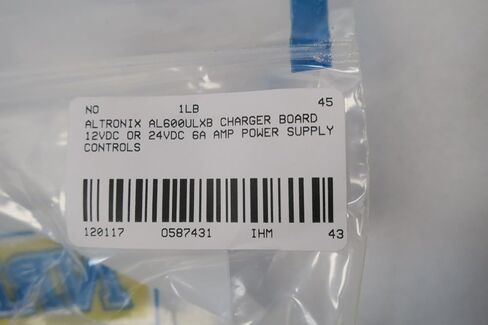 NO 1LB 45
ALTRONIX AL600ULXB CHARGER BOARD
12VDC OR 24VDC 6A AMP POWER SUPPLY
CONTROLS
120117 0587431 IHM 43